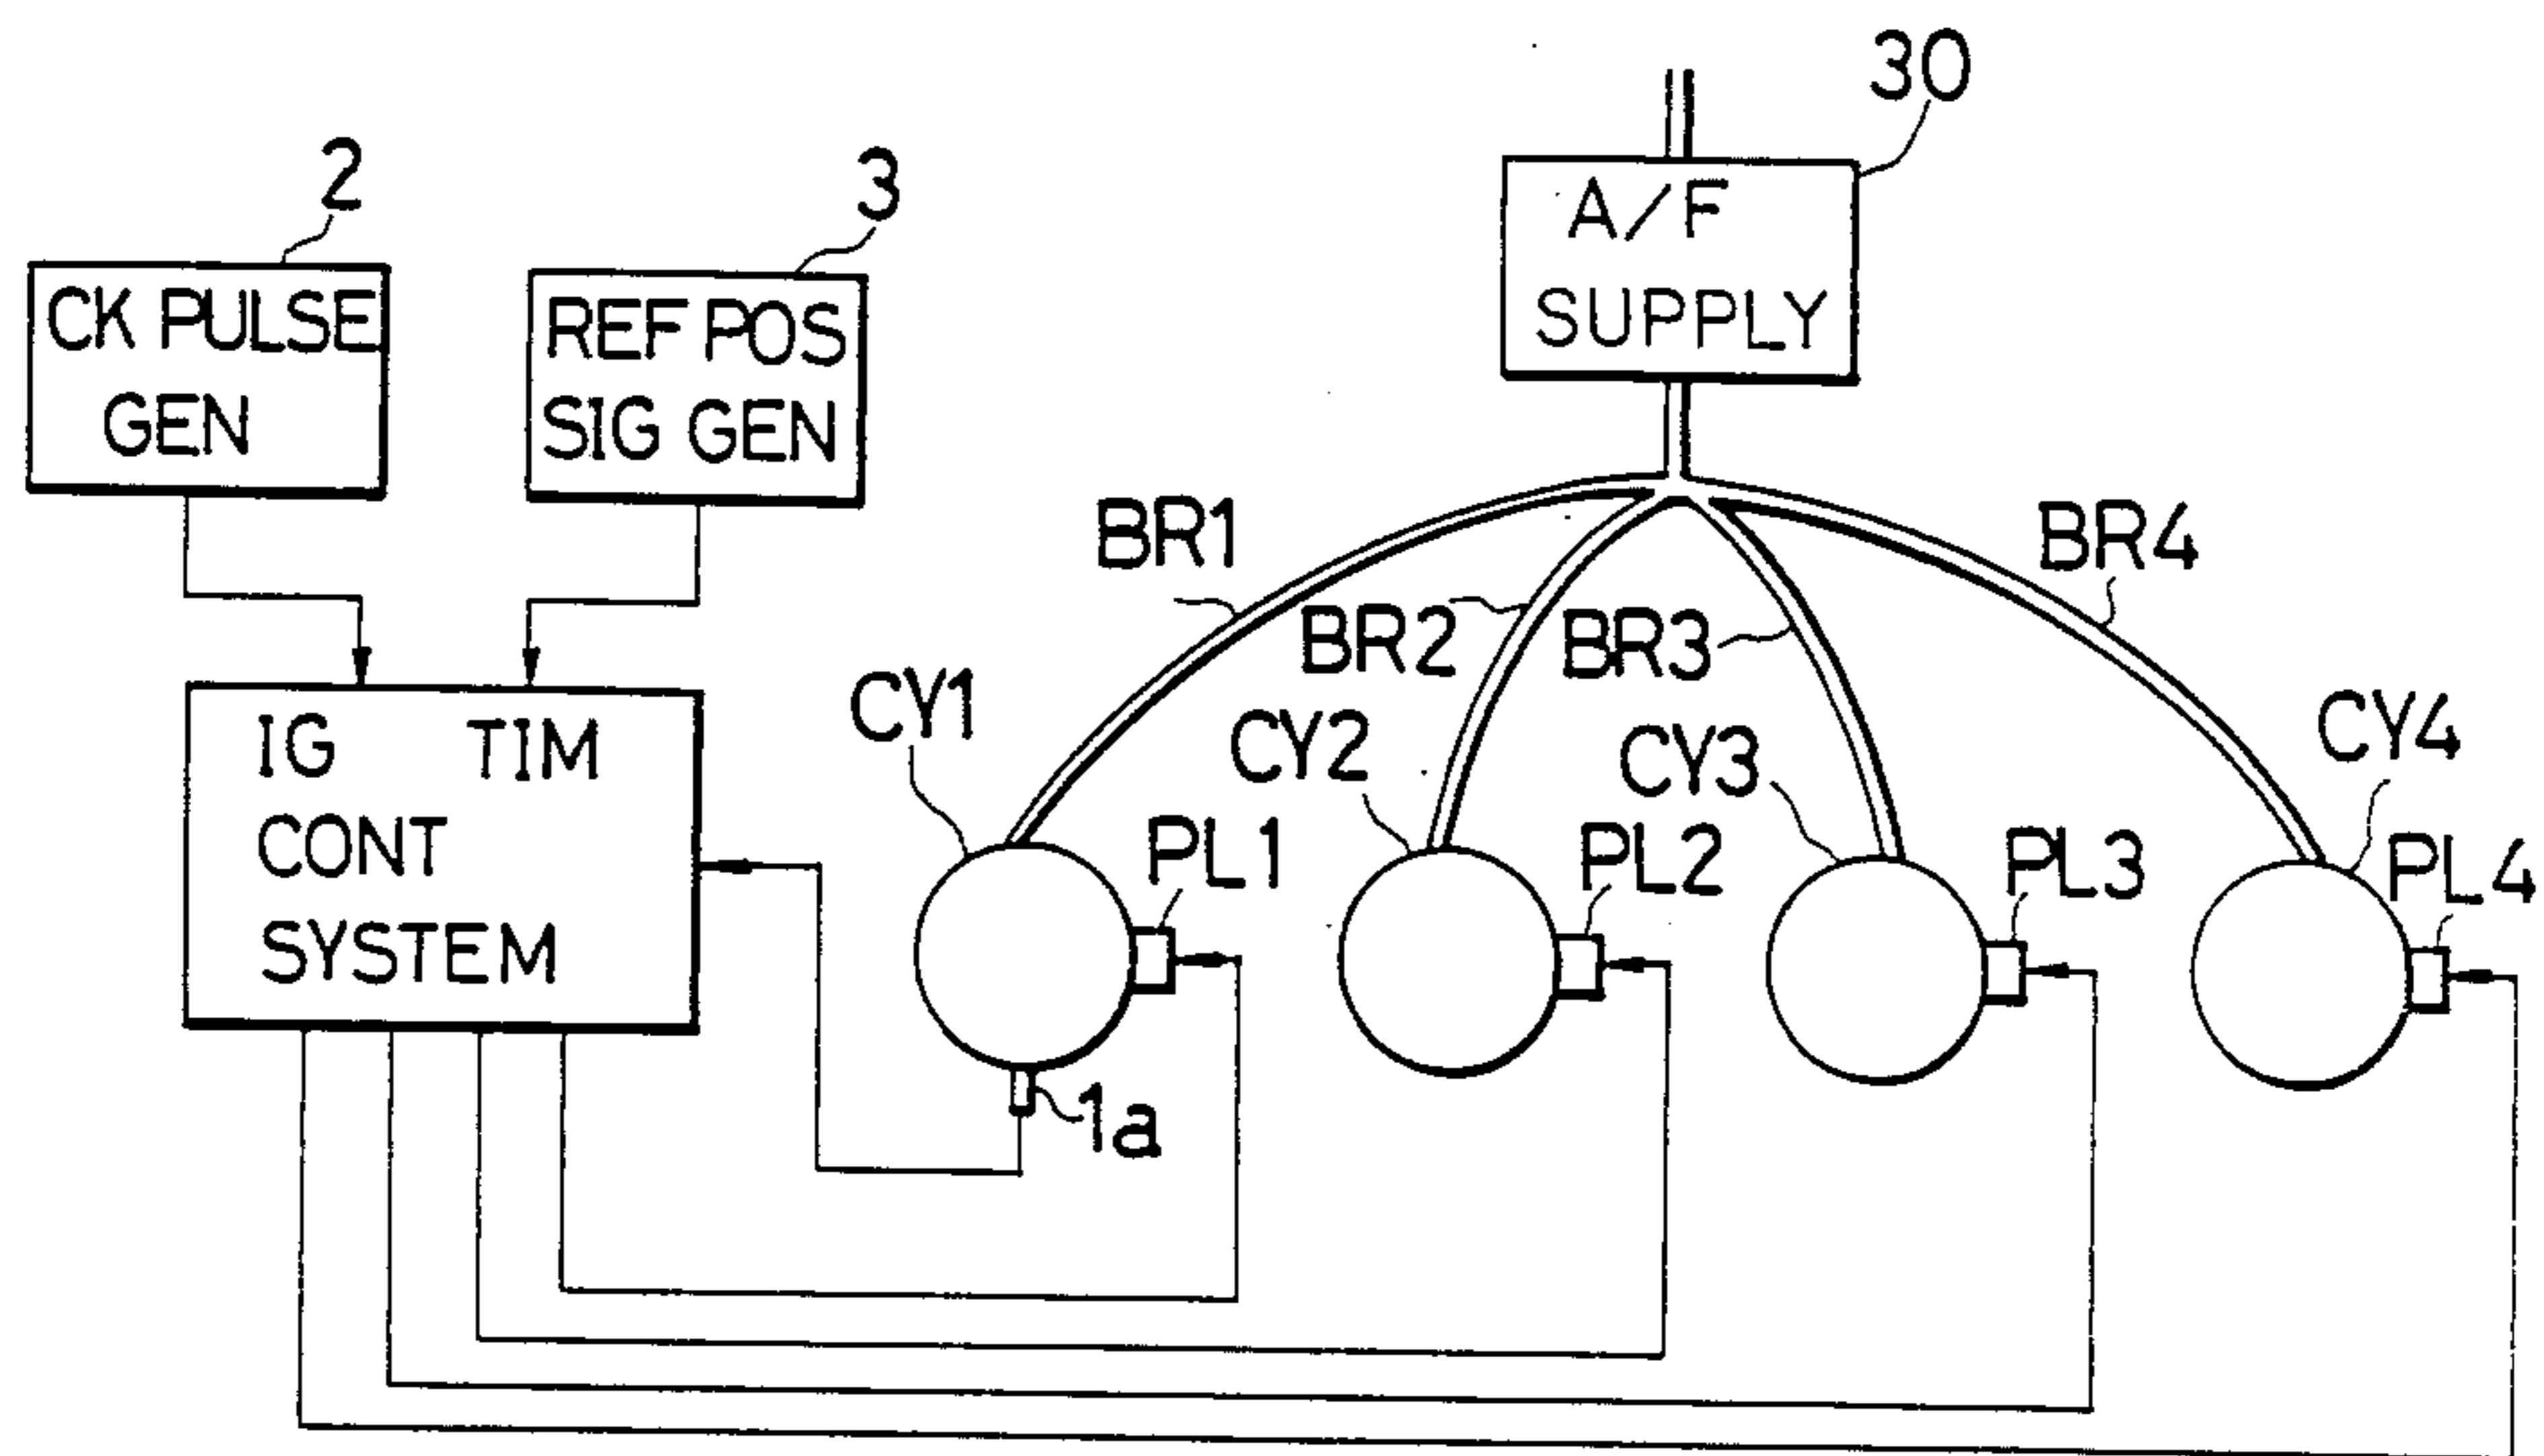 30
2
3
A/F
SUPPLY
CK PULSE
GEN
REF POS
SIG GEN
BR1
BR2
BR3
BR4
IG TIM
CONT
SYSTEM
CY1
CY2
CY3
CY4
PL1
PL2
PL3
PL4
1a